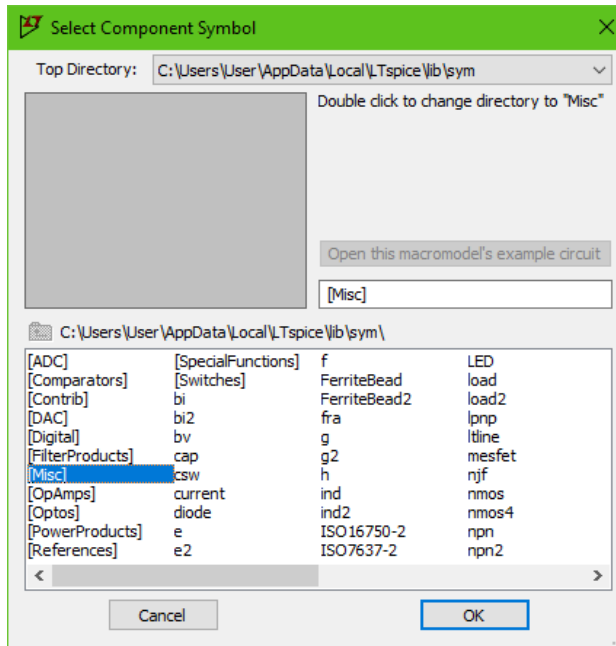 Select Component Symbol
Top Directory: C:\Users\User\AppData\Local\LTspice\lib\sym
Double click to change directory to "Misc"
Open this macromodel's example circuit
[Misc]
C:\Users\User\AppData\Local\LTspice\lib\sym\
[ADC] [SpecialFunctions] f LED
[Comparators] [Switches] FerriteBead load
[Contrib] bi FerriteBead2 load2
[DAC] bi2 fra lpnp
[Digital] bv g ltline
[FilterProducts] cap g2 mesfet
[Misc] csw h njf
[OpAmps] current ind nmos
[Optos] diode ind2 nmos4
[PowerProducts] e ISO16750-2 npn
[References] e2 ISO7637-2 npn2
Cancel OK